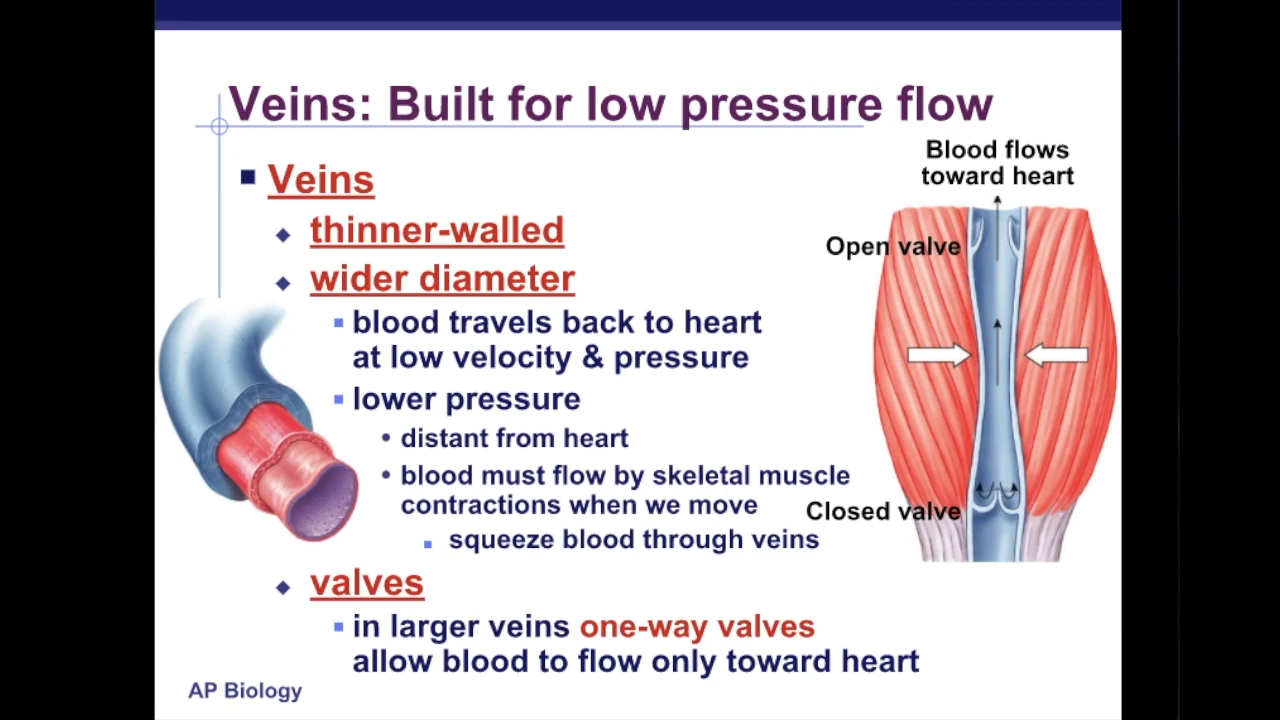 Veins: Built for low pressure flow
Veins
thinner-walled
wider diameter
blood travels back to heart
at low velocity & pressure
lower pressure
distant from heart
blood must flow by skeletal muscle
contractions when we move
squeeze blood through veins
valves
in larger veins one-way valves
allow blood to flow only toward heart
Blood flows
toward heart
Open valve
Closed valve
AP Biology